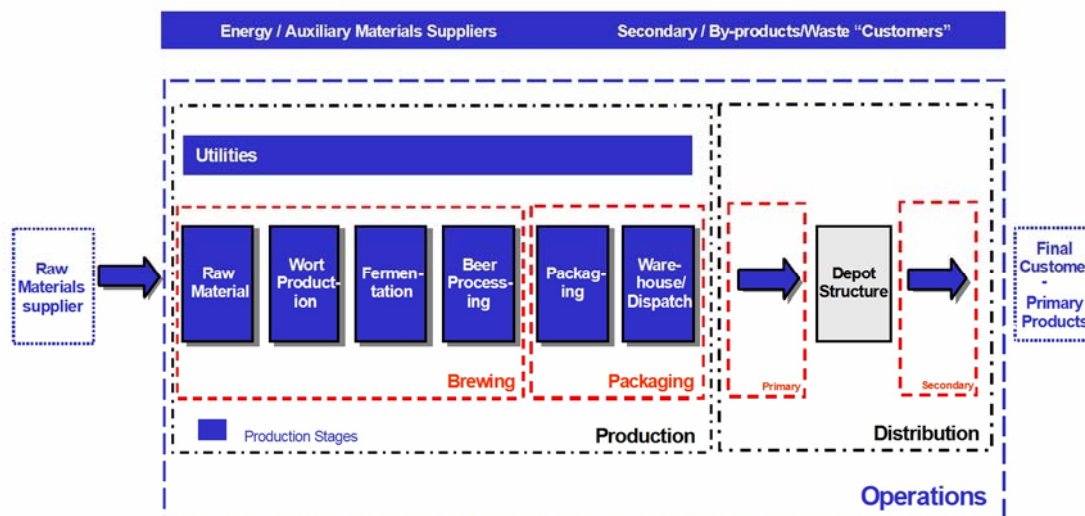 Energy / Auxiliary Materials Suppliers
Secondary / By-products/Waste “Customers”
Utilities
Raw
Materials
supplier
Raw
Material
Wort
Product-
ion
Fermen-
tation
Beer
Process-
ing
Packag-
ing
Ware-
house/
Dispatch
Depot
Structure
Final
Customer
-
Primary
Products
Brewing
Packaging
Primary
Secondary
Production Stages
Production
Distribution
Operations